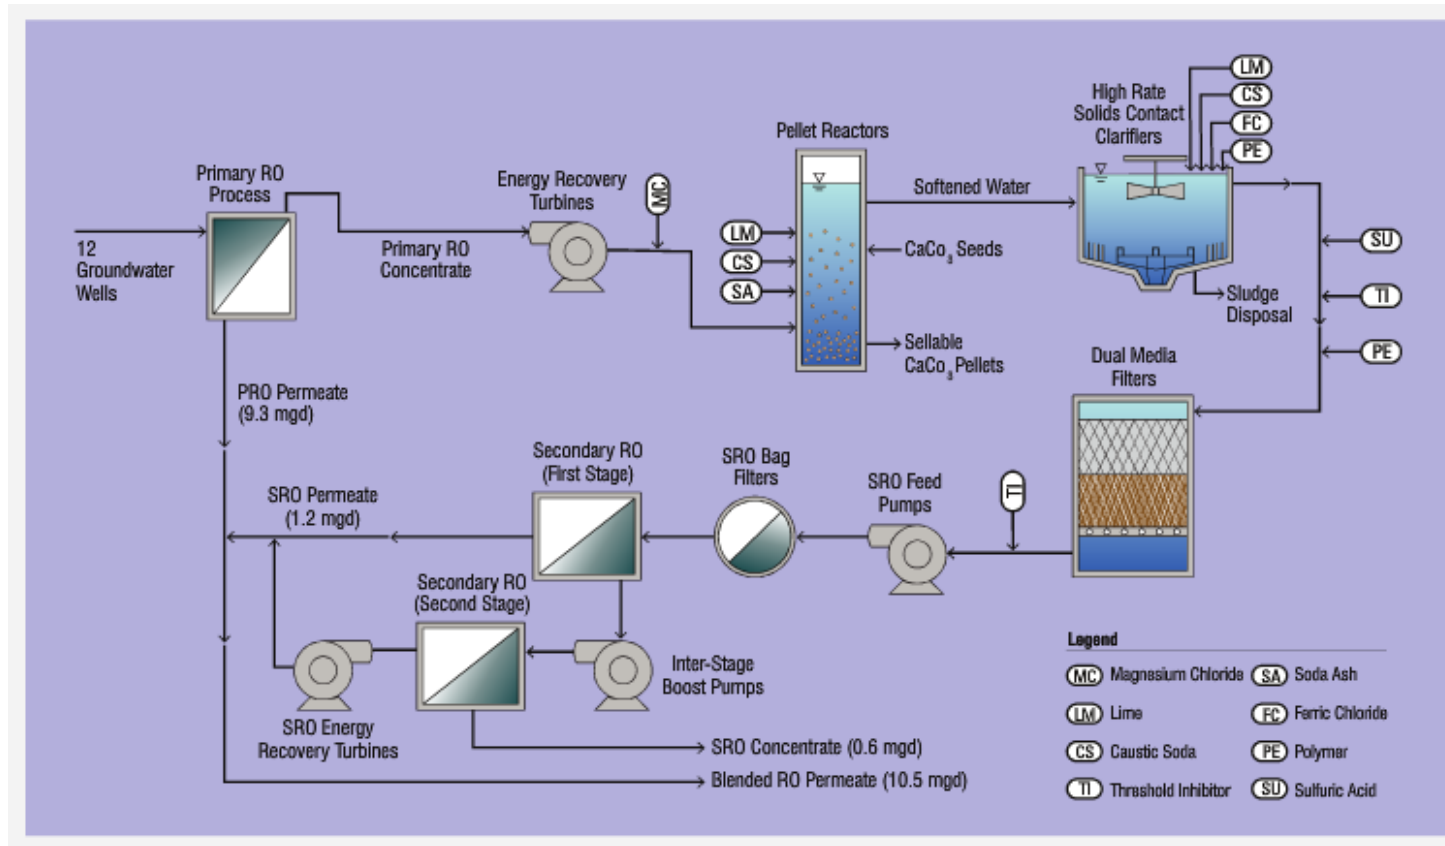 Primary RO
Process
12
Groundwater
Wells
Primary RO
Concentrate
Energy Recovery
Turbines
MC
Pellet Reactors
LM
CS
SA
Softened Water
CaCo3 Seeds
Sellable
CaCo3 Pellets
High Rate
Solids Contact
Clarifiers
LM
CS
FC
PE
Sludge
Disposal
SU
TI
PE
Dual Media
Filters
PRO Permeate
(9.3 mgd)
SRO Permeate
(1.2 mgd)
Secondary RO
(First Stage)
SRO Bag
Filters
SRO Feed
Pumps
TI
Secondary RO
(Second Stage)
Inter-Stage
Boost Pumps
SRO Energy
Recovery Turbines
SRO Concentrate (0.6 mgd)
Blended RO Permeate (10.5 mgd)
Legend
MC Magnesium Chloride
SA Soda Ash
LM Lime
FC Ferric Chloride
CS Caustic Soda
PE Polymer
TI Threshold Inhibitor
SU Sulfuric Acid